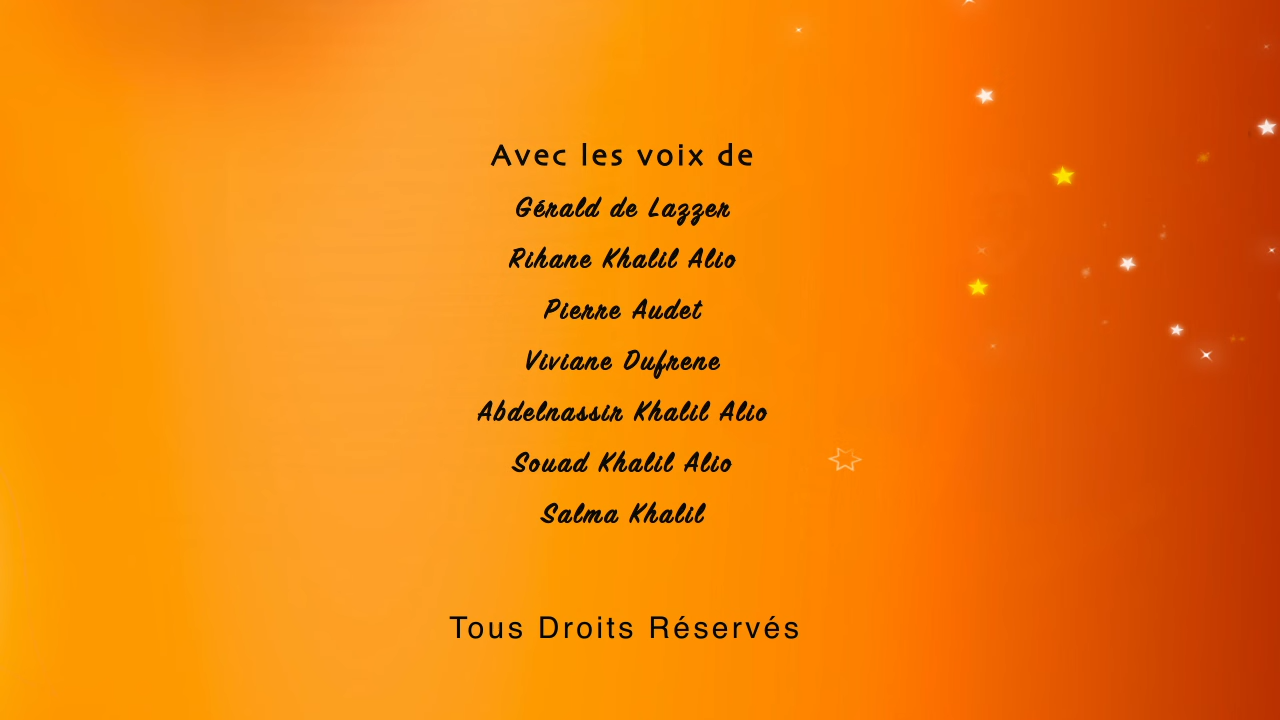 Avec les voix de
Gérald de Lazzer
Rihane Khalil Alio
Pierre Audet
Viviane Dufrene
Abdelnassir Khalil Alio
Souad Khalil Alio
Salma Khalil
Tous Droits Réservés